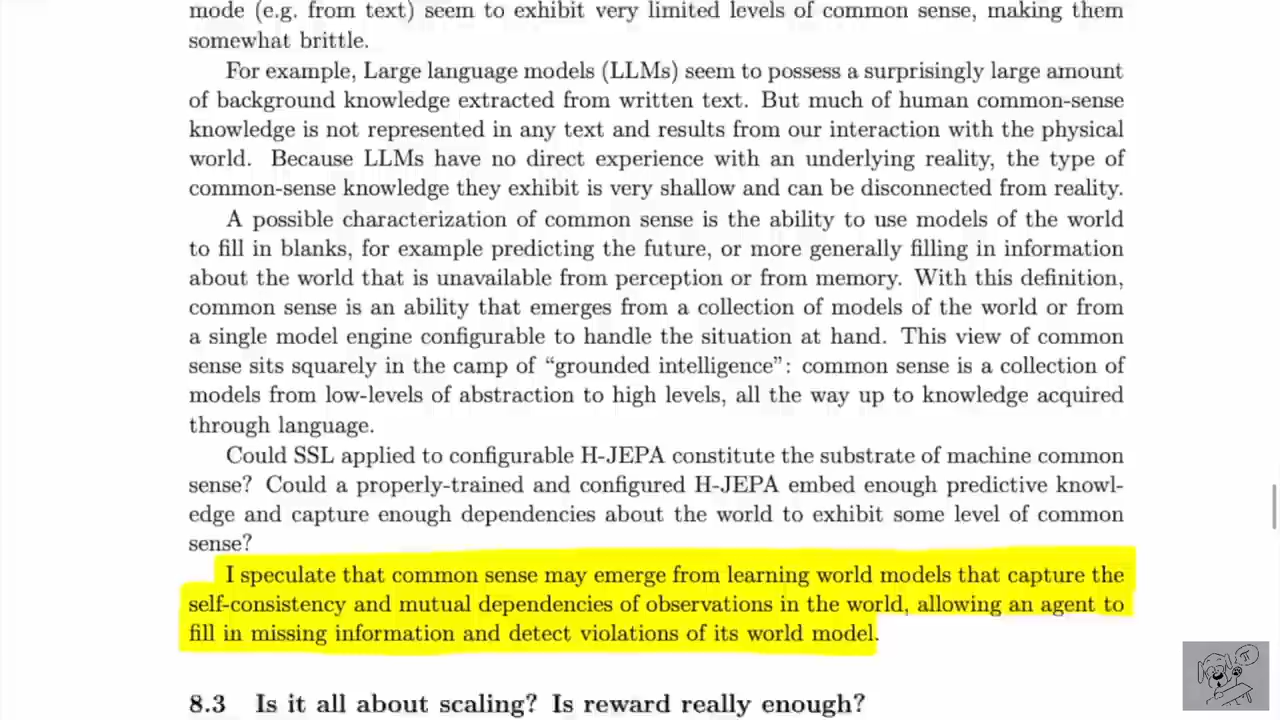 mode (e.g. from text) seem to exhibit very limited levels of common sense, making them
somewhat brittle.
For example, Large language models (LLMs) seem to possess a surprisingly large amount
of background knowledge extracted from written text. But much of human common-sense
knowledge is not represented in any text and results from our interaction with the physical
world. Because LLMs have no direct experience with an underlying reality, the type of
common-sense knowledge they exhibit is very shallow and can be disconnected from reality.
A possible characterization of common sense is the ability to use models of the world
to fill in blanks, for example predicting the future, or more generally filling in information
about the world that is unavailable from perception or from memory. With this definition,
common sense is an ability that emerges from a collection of models of the world or from
a single model engine configurable to handle the situation at hand. This view of common
sense sits squarely in the camp of “grounded intelligence”: common sense is a collection of
models from low-levels of abstraction to high levels, all the way up to knowledge acquired
through language.
Could SSL applied to configurable H-JEPA constitute the substrate of machine common
sense? Could a properly-trained and configured H-JEPA embed enough predictive knowl-
edge and capture enough dependencies about the world to exhibit some level of common
sense?
I speculate that common sense may emerge from learning world models that capture the
self-consistency and mutual dependencies of observations in the world, allowing an agent to
fill in missing information and detect violations of its world model.
8.3 Is it all about scaling? Is reward really enough?
π